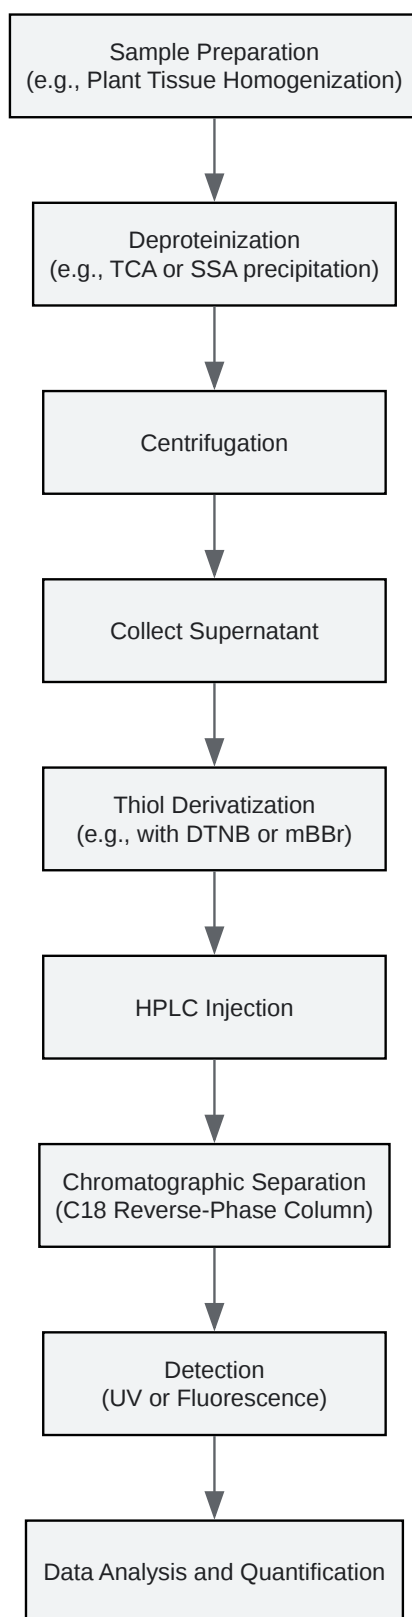 Sample Preparation
(e.g., Plant Tissue Homogenization)
Deproteinization
(e.g., TCA or SSA precipitation)
Centrifugation
Collect Supernatant
Thiol Derivatization
(e.g., with DTNB or mBBr)
HPLC Injection
Chromatographic Separation
(C18 Reverse-Phase Column)
Detection
(UV or Fluorescence)
Data Analysis and Quantification